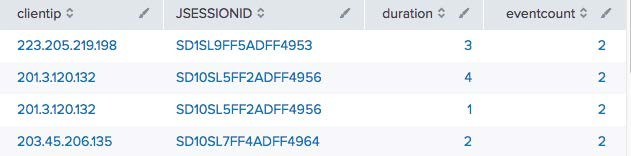 clientip JSESSIONID duration eventcount
223.205.219.198 SD1SL9FF5ADFF4953 3 2
201.3.120.132 SD10SL5FF2ADFF4956 4 2
201.3.120.132 SD10SL5FF2ADFF4956 1 2
203.45.206.135 SD10SL7FF4ADFF4964 2 2